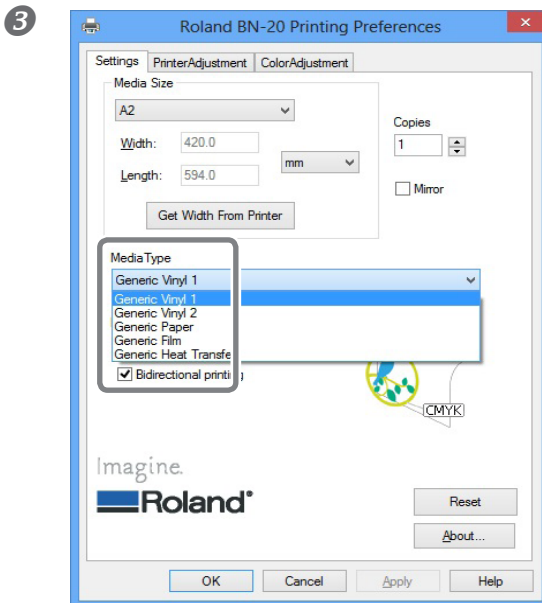 3
Roland BN-20 Printing Preferences
Settings PrinterAdjustment ColorAdjustment
Media Size
A2
Width: 420.0
mm
Length: 594.0
Get Width From Printer
Copies
1
Mirror
MediaType
Generic Vinyl 1
Generic Vinyl 1
Generic Vinyl 2
Generic Paper
Generic Film
Generic Heat Transfe
Bidirectional printing
CMYK
Imagine.
Roland®
Reset
About...
OK Cancel Apply Help